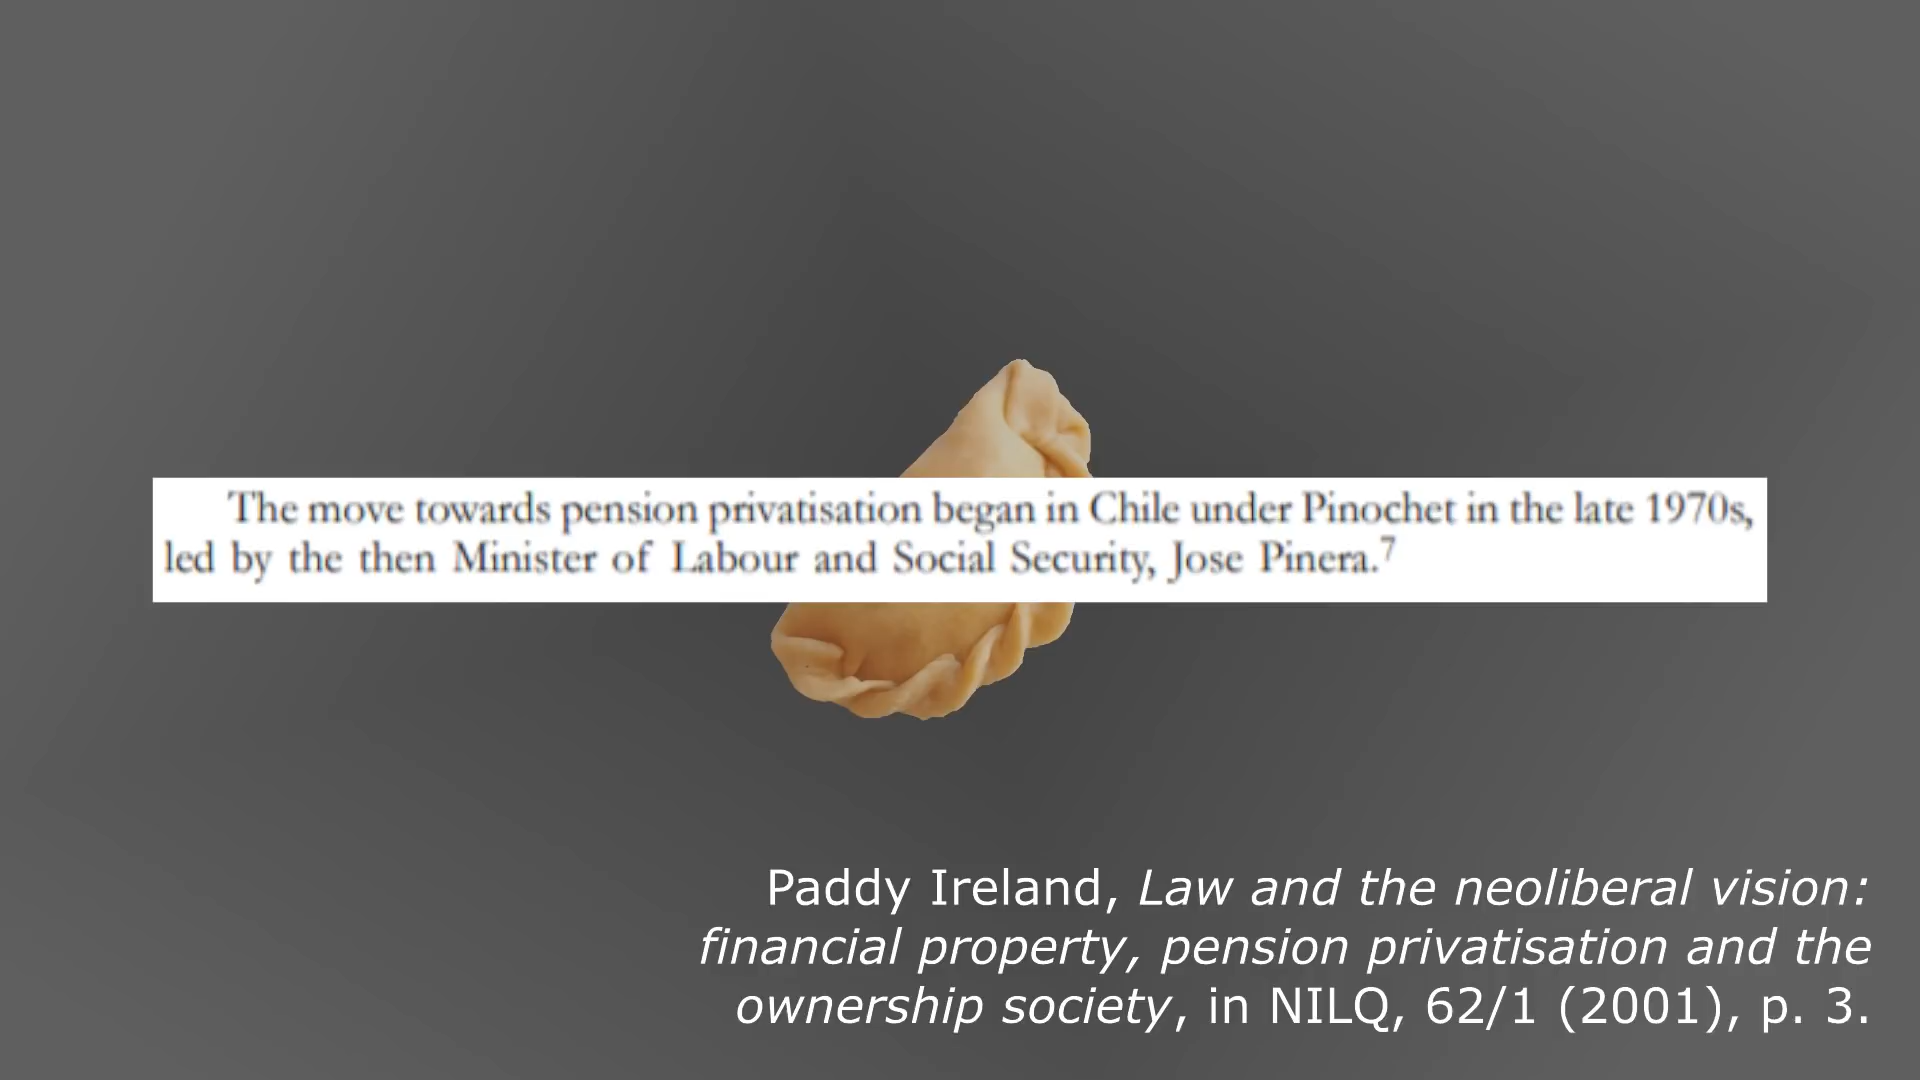 The move towards pension privatisation began in Chile under Pinochet in the late 1970s,
led by the then Minister of Labour and Social Security, Jose Pinera.7
Paddy Ireland, Law and the neoliberal vision:
financial property, pension privatisation and the
ownership society, in NILQ, 62/1 (2001), p. 3.